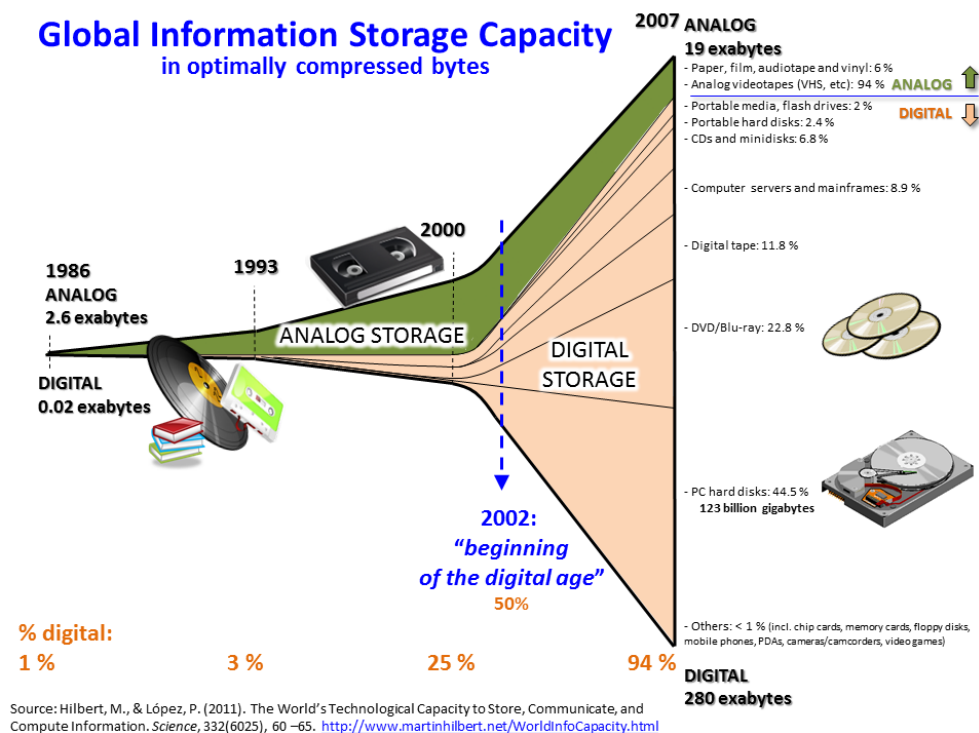 Global Information Storage Capacity
in optimally compressed bytes
2007 ANALOG
19 exabytes
- Paper, film, audiotape and vinyl: 6 %
- Analog videotapes (VHS, etc): 94 %
ANALOG
- Portable media, flash drives: 2 %
DIGITAL
- Portable hard disks: 2.4 %
- CDs and minidisks: 6.8 %
- Computer servers and mainframes: 8.9 %
- Digital tape: 11.8 %
- DVD/Blu-ray: 22.8 %
- PC hard disks: 44.5 %
123 billion gigabytes
- Others: < 1 % (incl. chip cards, memory cards, floppy disks,
mobile phones, PDAs, cameras/camcorders, video games)
DIGITAL
280 exabytes
2000
1993
1986
ANALOG
2.6 exabytes
DIGITAL
0.02 exabytes
ANALOG STORAGE
DIGITAL
STORAGE
2002:
“beginning
of the digital age”
50%
% digital:
1 %
3 %
25 %
94 %
Source: Hilbert, M., & López, P. (2011). The World’s Technological Capacity to Store, Communicate, and
Compute Information. Science, 332(6025), 60 –65. http://www.martinhilbert.net/WorldInfoCapacity.html